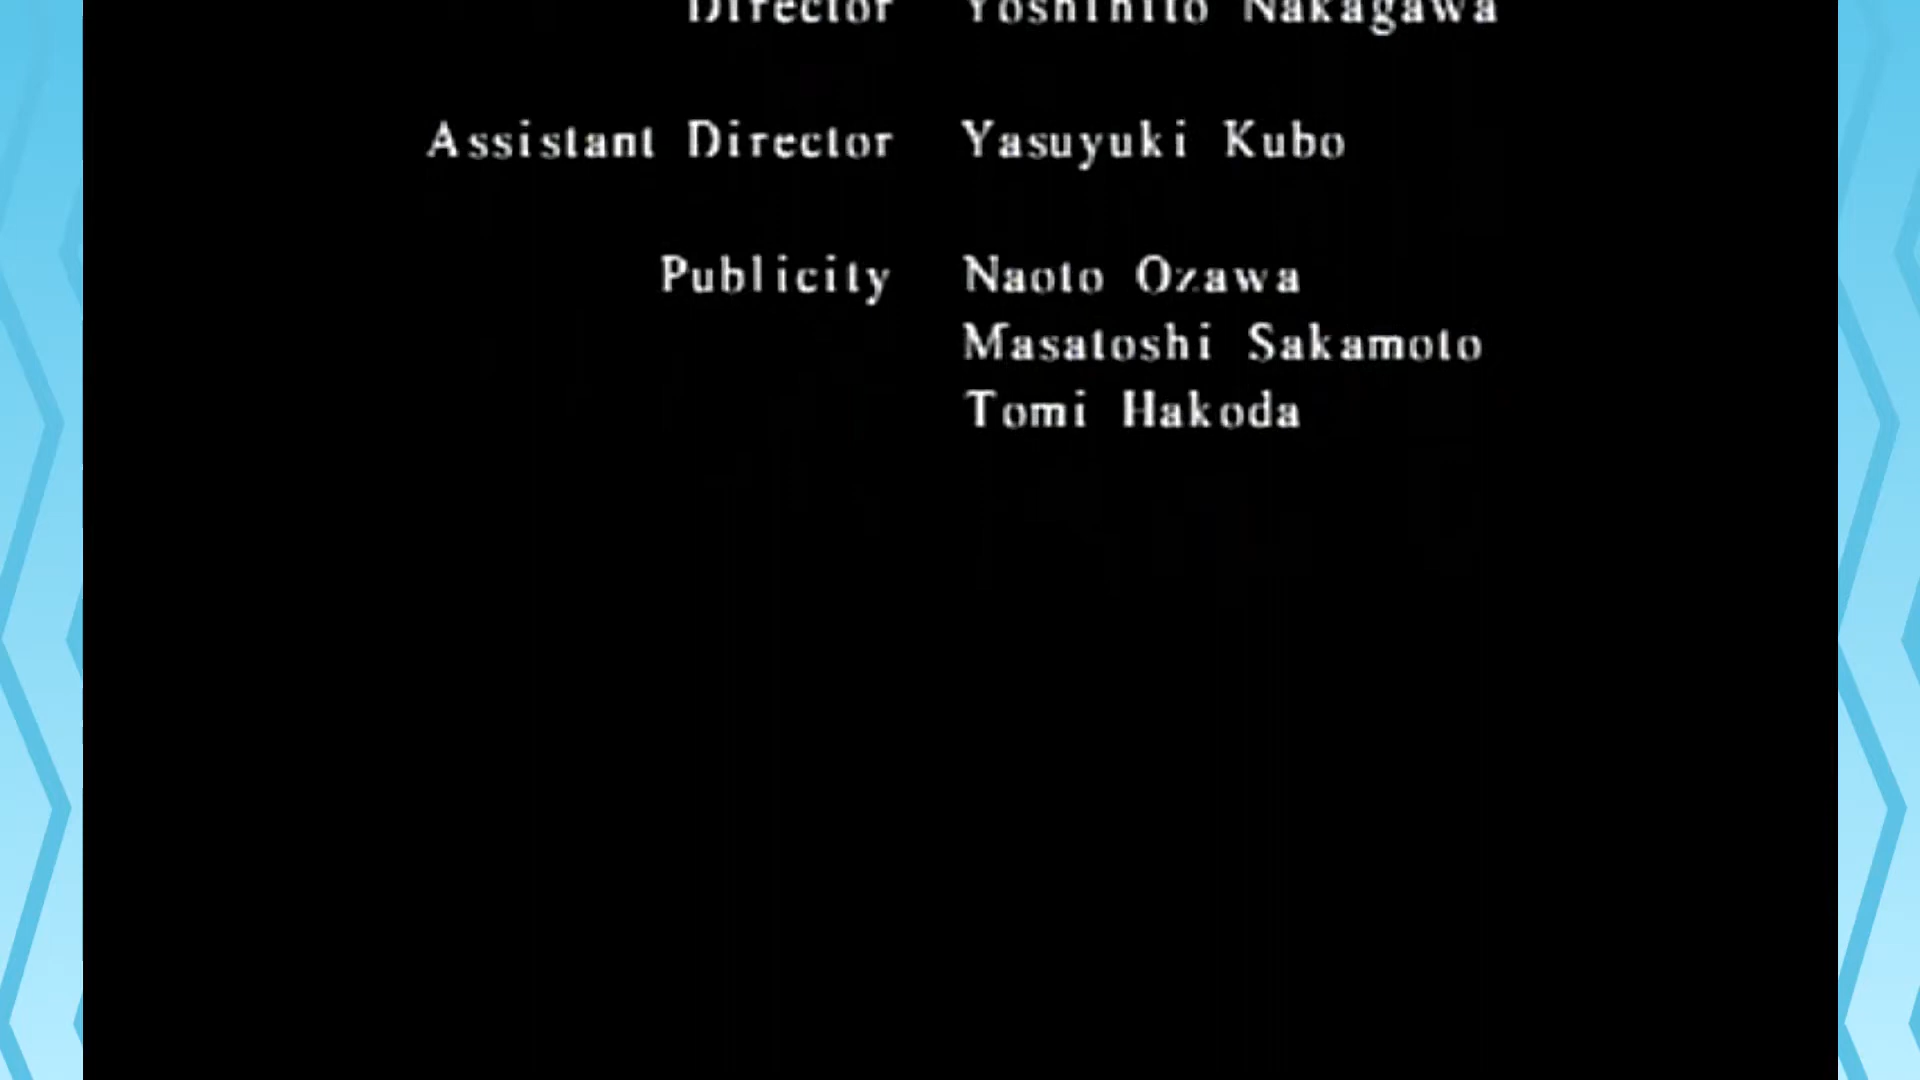 Director Yoshihito Nakagawa
Assistant Director Yasuyuki Kubo
Publicity Naoto Ozawa
Masatoshi Sakamoto
Tomi Hakoda